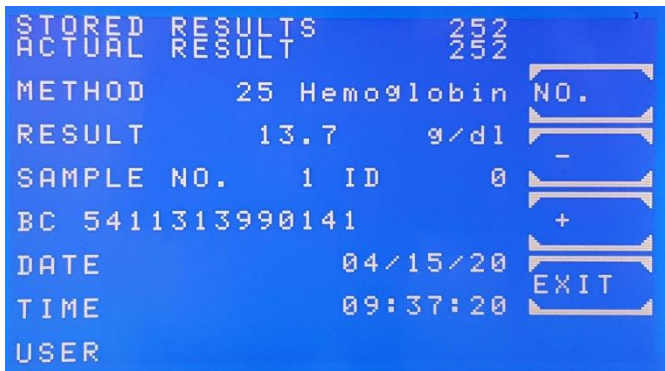 STORED RESULTS 252
ACTUAL RESULT 252
METHOD 25 Hemoglobin NO.
RESULT 13.7 g/dl
-
SAMPLE NO. 1 ID 0
BC 5411313990141 +
DATE 04/15/20
EXIT
TIME 09:37:20
USER